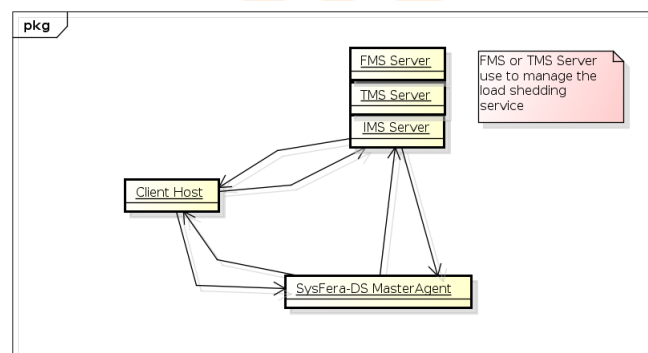 pkg
FMS Server
TMS Server
IMS Server
FMS or TMS Server
use to manage the
load shedding
service
Client Host
SysFera-DS MasterAgent